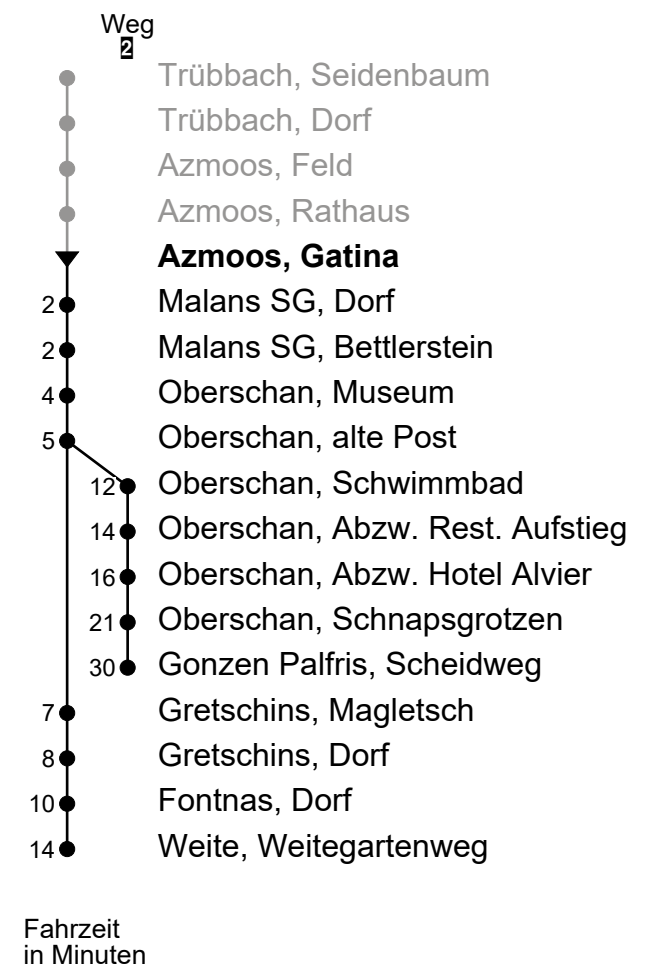 Weg
2
Trübbach, Seidenbaum
Trübbach, Dorf
Azmoos, Feld
Azmoos, Rathaus
Azmoos, Gatina
2 Malans SG, Dorf
2 Malans SG, Bettlerstein
4 Oberschan, Museum
5 Oberschan, alte Post
12 Oberschan, Schwimmbad
14 Oberschan, Abzw. Rest. Aufstieg
16 Oberschan, Abzw. Hotel Alvier
21 Oberschan, Schnapsgrotzen
30 Gonzen Palfris, Scheidweg
7 Gretschins, Magletsch
8 Gretschins, Dorf
10 Fontnas, Dorf
14 Weite, Weitegartenweg
Fahrzeit
in Minuten